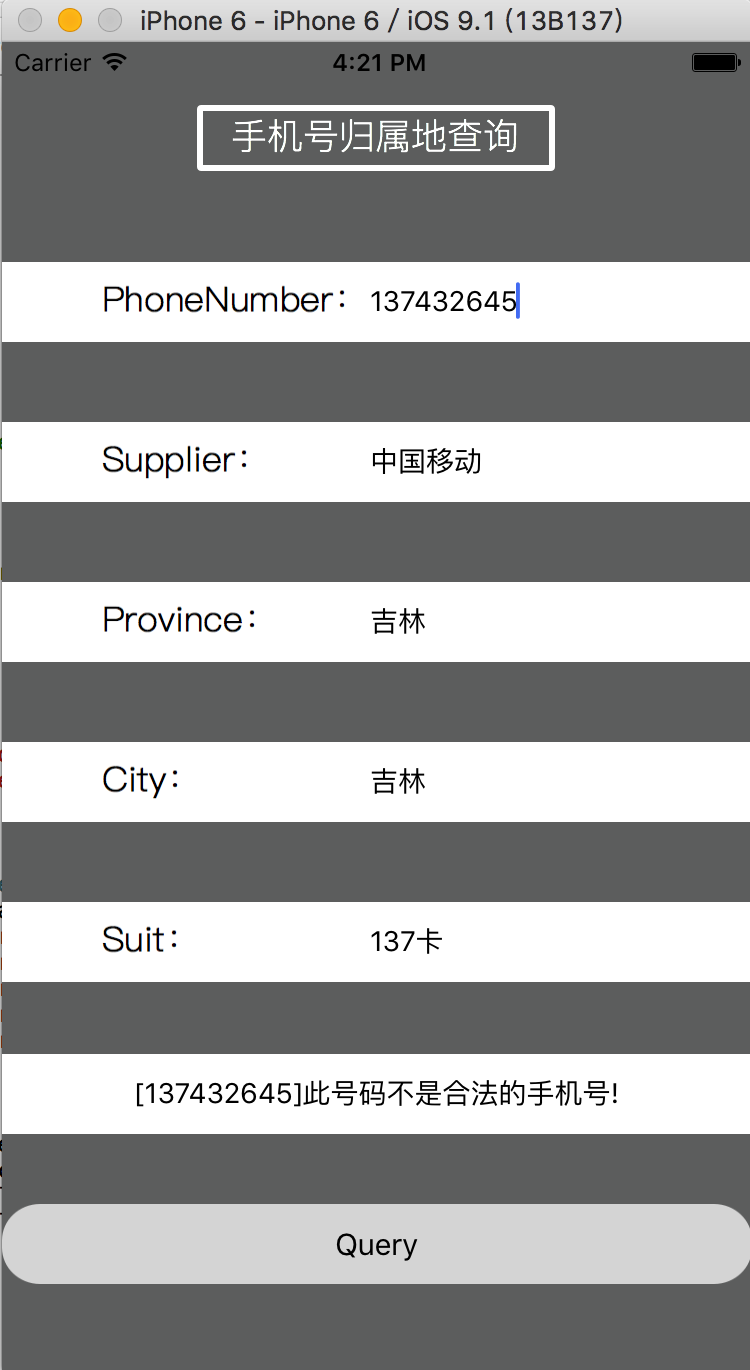 iPhone 6 - iPhone 6 / iOS 9.1 (13B137)
Carrier 4:21 PM
手机号归属地查询
PhoneNumber： 137432645
Supplier： 中国移动
Province： 吉林
City： 吉林
Suit： 137卡
[137432645]此号码不是合法的手机号!
Query